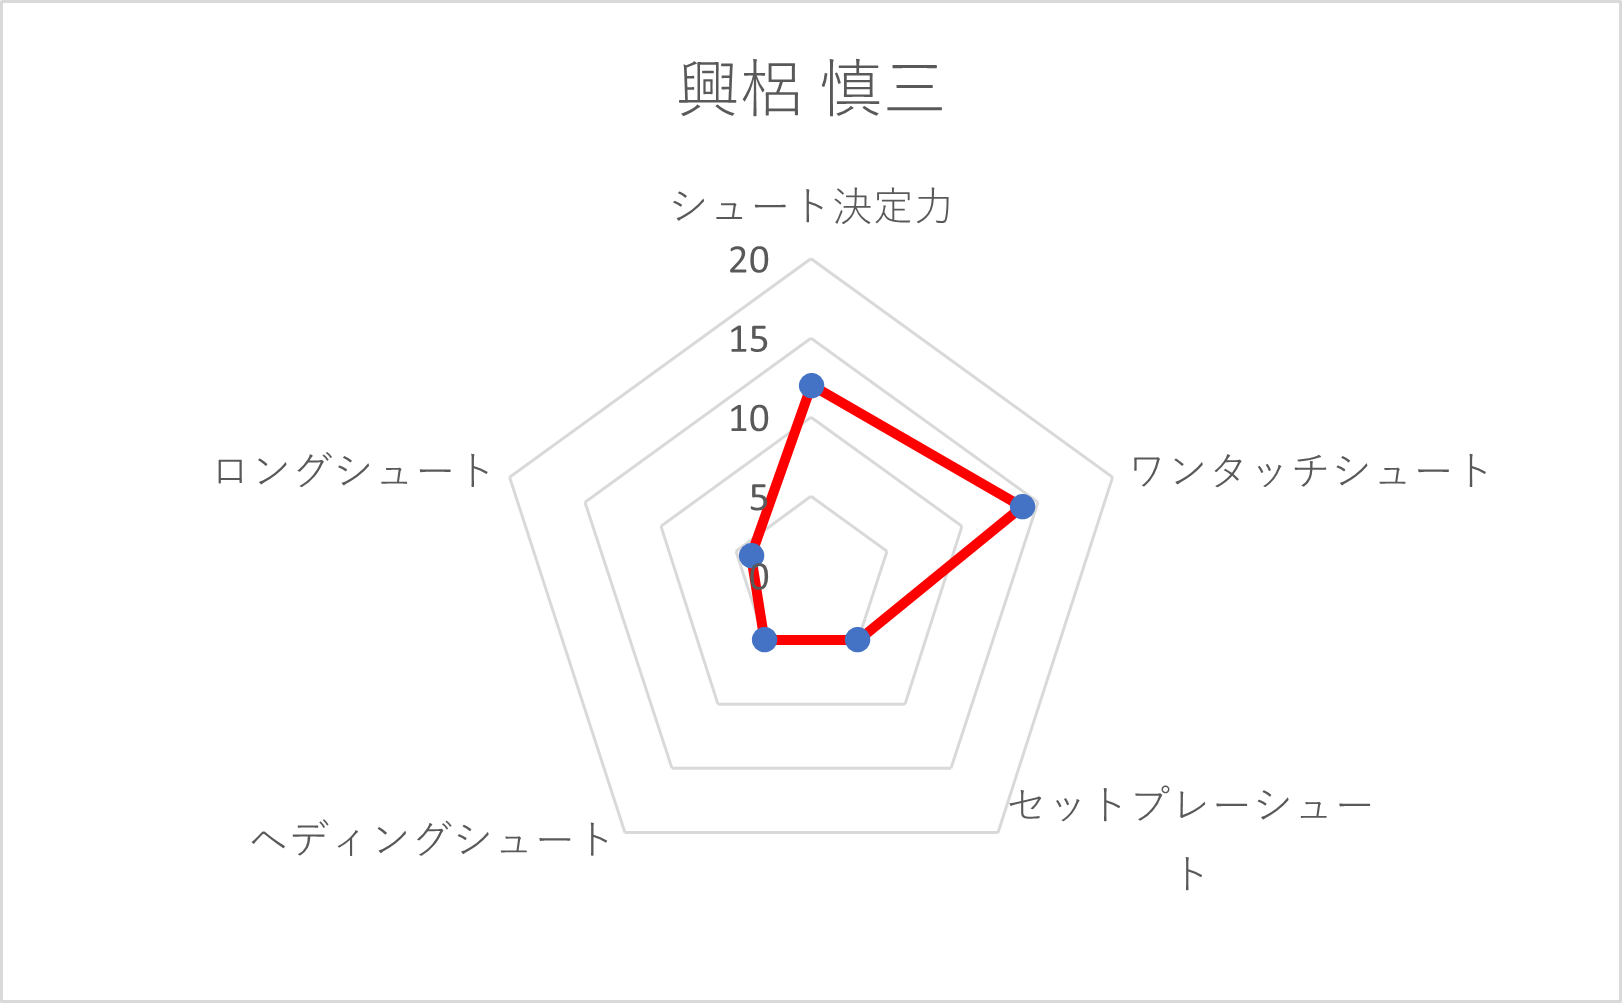 興梠 慎三
シュート決定力
20
15
10
5
0
ワンタッチシュート
セットプレーシュー
ト
ヘディングシュート
ロングシュート